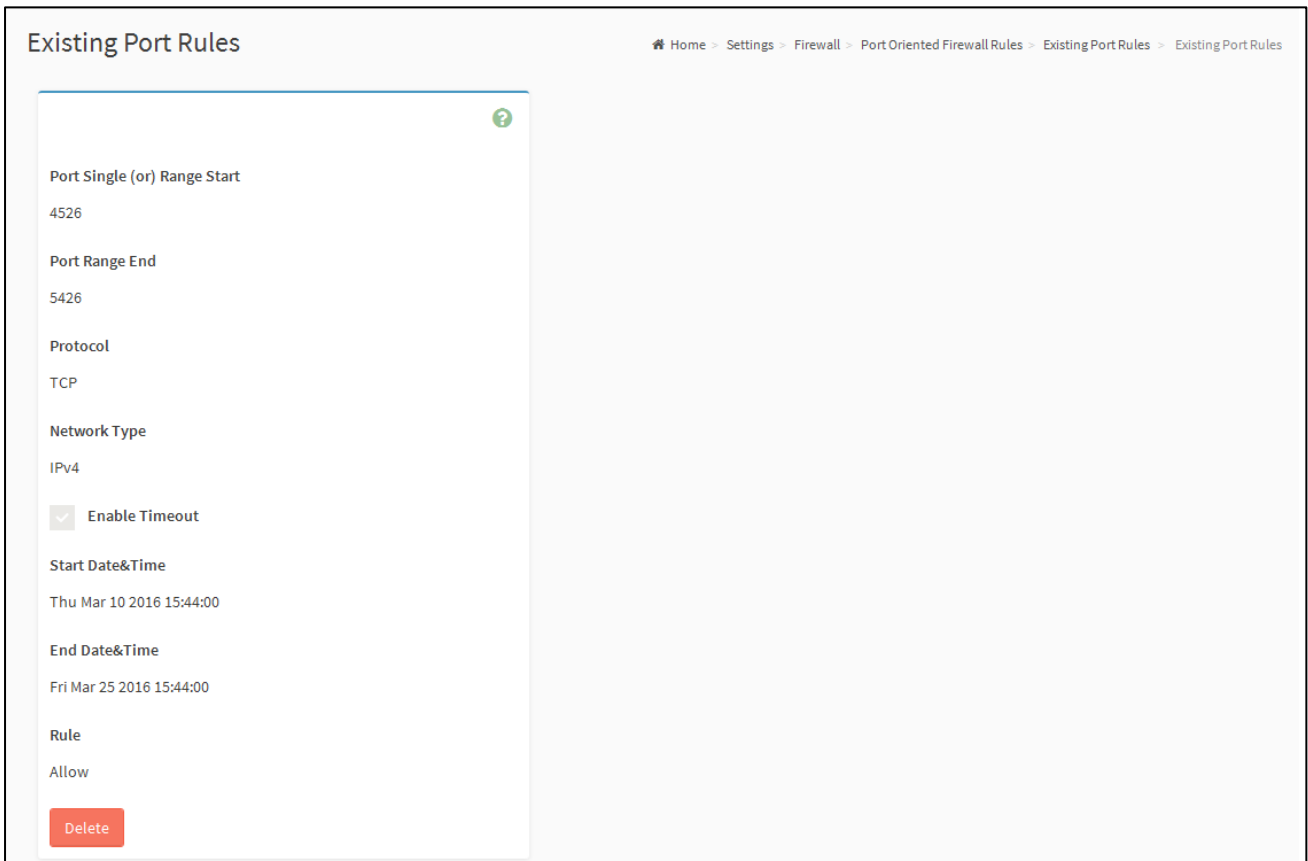 Existing Port Rules
Home > Settings > Firewall > Port Oriented Firewall Rules > Existing Port Rules > Existing Port Rules
?
Port Single (or) Range Start
4526
Port Range End
5426
Protocol
TCP
Network Type
IPv4
Enable Timeout
Start Date&Time
Thu Mar 10 2016 15:44:00
End Date&Time
Fri Mar 25 2016 15:44:00
Rule
Allow
Delete